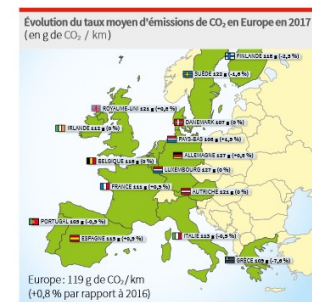 Évolution du taux moyen d'émissions de CO₂ en Europe en 2017
(en g de CO₂ / km)
FINLANDE 118 g (-2,5 %)
SUÈDE 122 g (-1,6 %)
ROYAUME-UNI 121 g (+0,8 %)
IRLANDE 112 g (0 %)
DANEMARK 107 g (0 %)
PAYS-BAS 108 g (+1,9 %)
ALLEMAGNE 127 g (+0,8 %)
BELGIQUE 116 g (0 %)
LUXEMBOURG 127 g (0 %)
FRANCE 111 g (+0,9 %)
AUTRICHE 121 g (0 %)
PORTUGAL 105 g (-0,9 %)
ITALIE 113 g (-0,9 %)
ESPAGNE 115 g (+0,9 %)
GRÈCE 109 g (-7,6 %)
Europe : 119 g de CO₂/km
(+0,8 % par rapport à 2016)